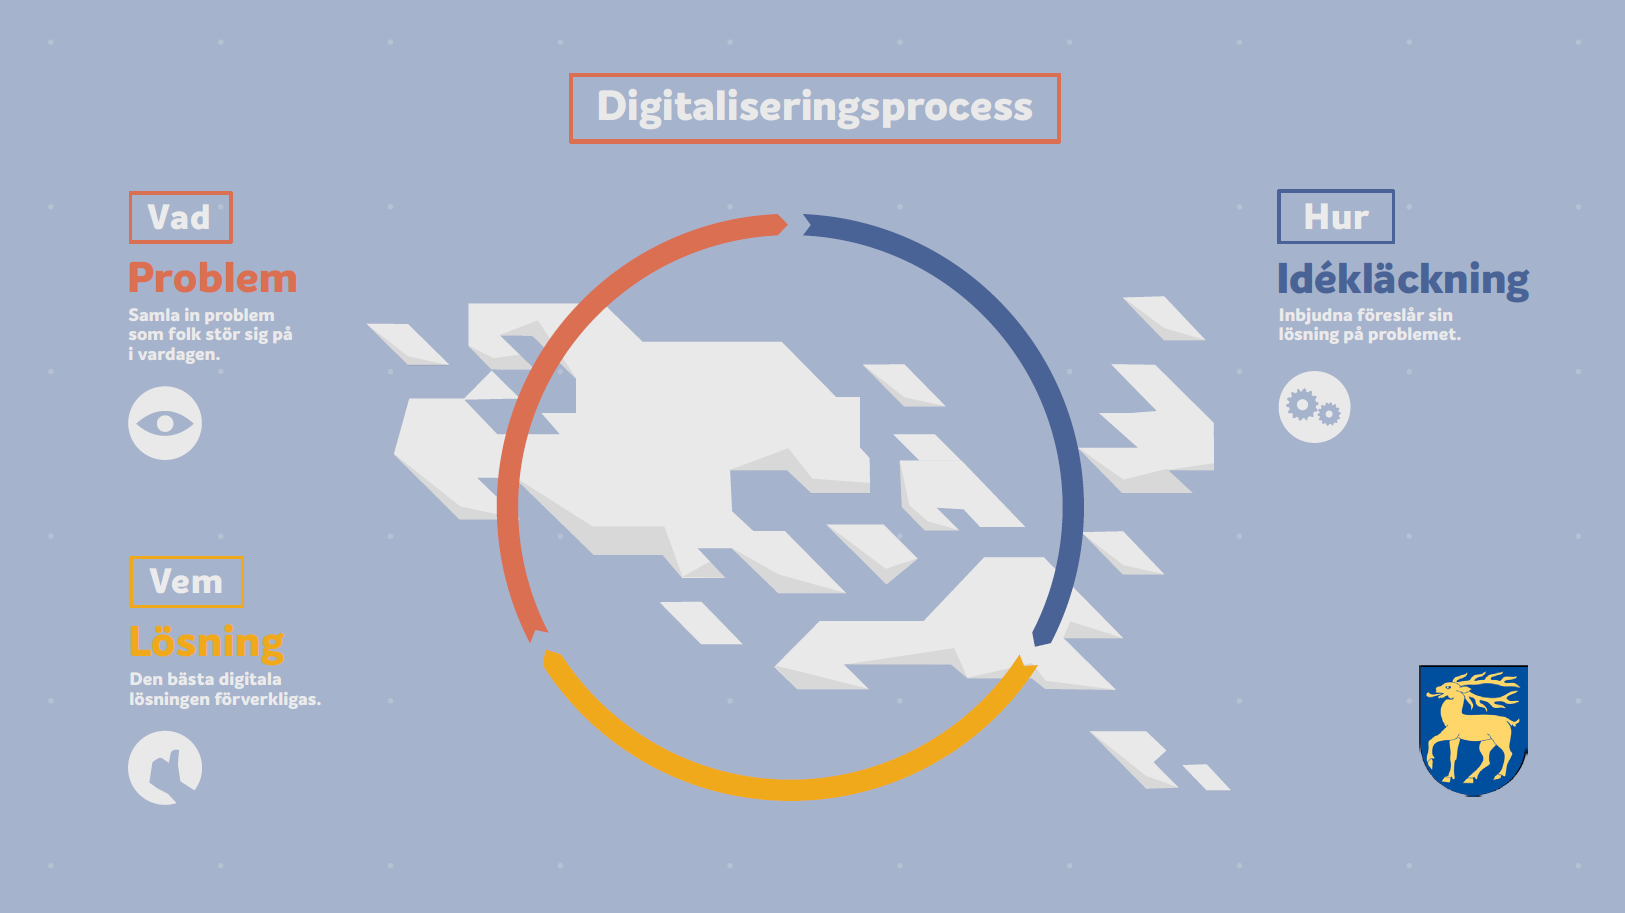 Digitaliseringsprocess
Vad
Problem
Samla in problem
som folk stör sig på
i vardagen.
Hur
Idékläckning
Inbjudna föreslår sin
lösning på problemet.
Vem
Lösning
Den bästa digitala
lösningen förverkligas.